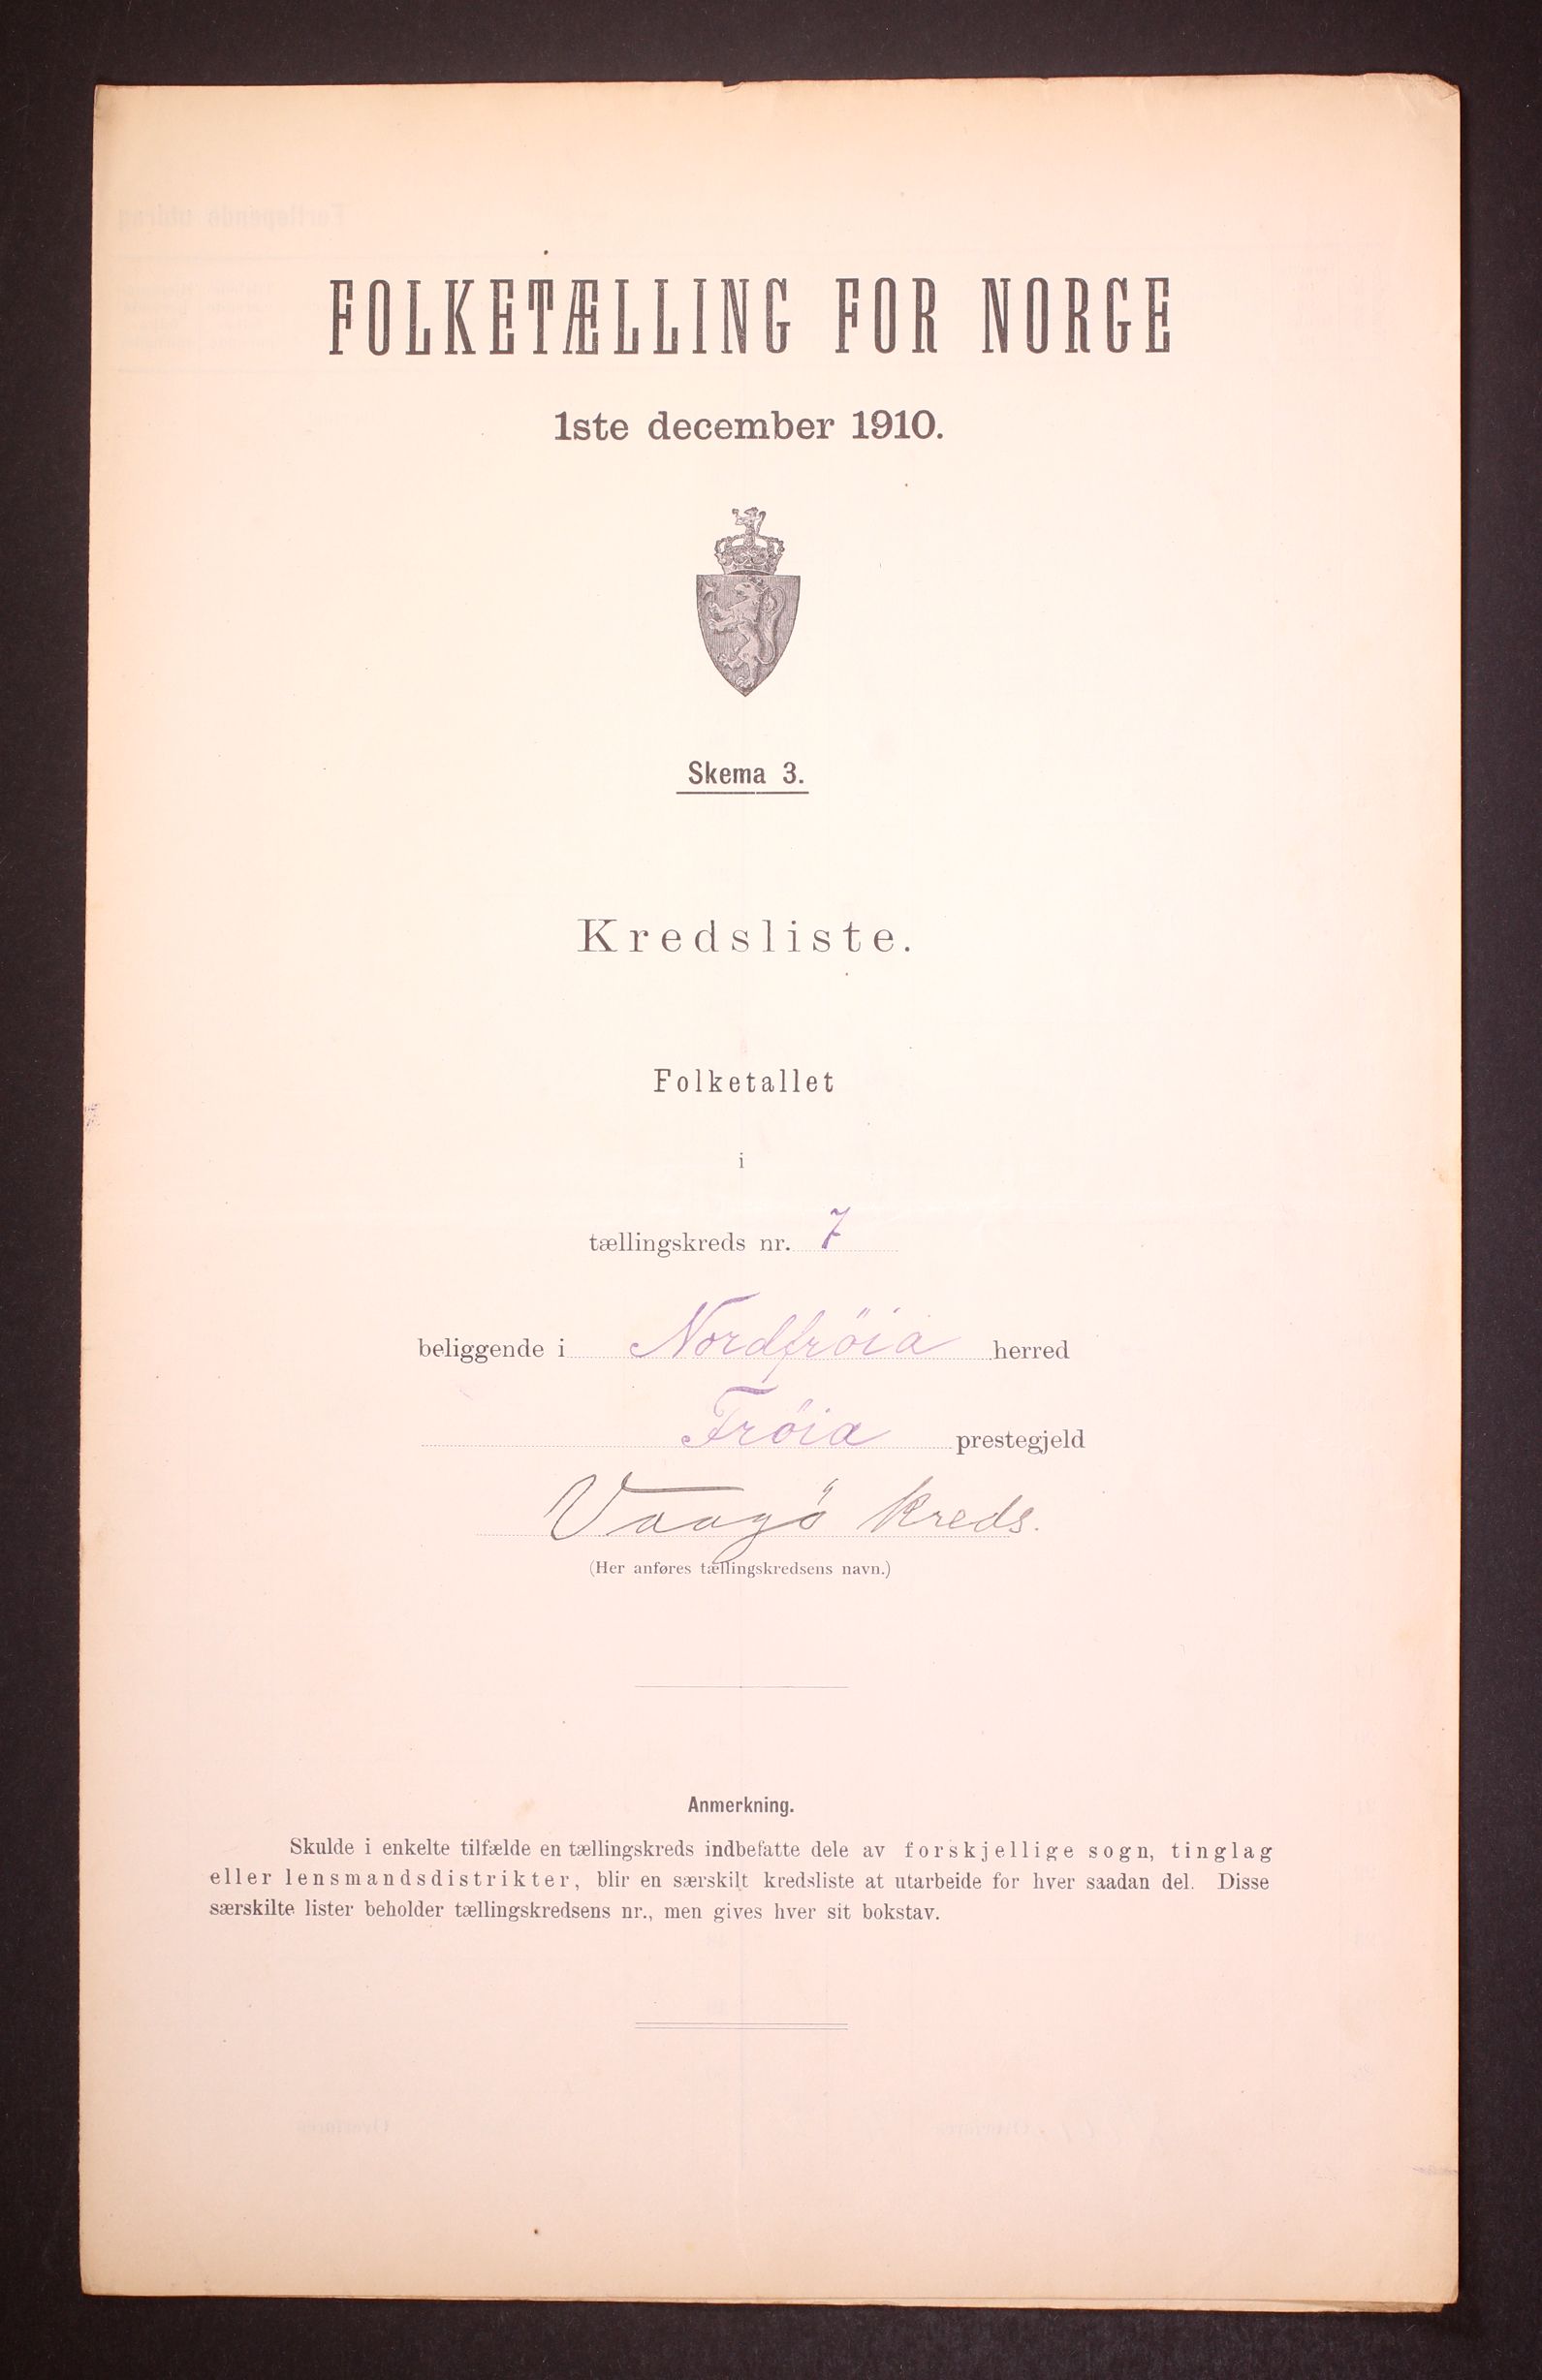 FOLKETÆLLING FOR NORGE
1ste december 1910.
Skema 3.
Kredsliste.
Folketallet
i
tællingskreds nr. 7
beliggende i Nordfröia herred
Fröia prestegjeld
Vaagö Kreds.
(Her anføres tællingskredsens navn.)
Anmerkning.
Skulde i enkelte tilfælde en tællingskreds indbefatte dele av forskjellige sogn, tinglag
eller lensmandsdistrikter, blir en særskilt kredsliste at utarbeide for hver saadan del. Disse
særskilte lister beholder tællingskredsens nr., men gives hver sit bokstav.